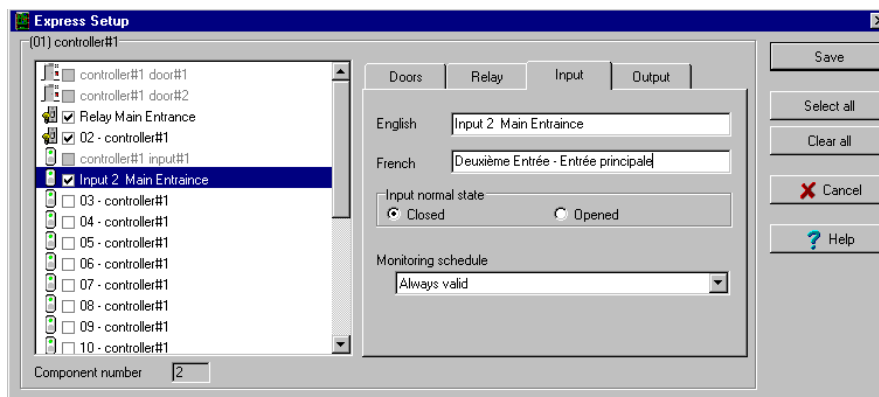 Express Setup
(01) controller#1
controller#1 door#1
controller#1 door#2
Relay Main Entrance
02 - controller#1
controller#1 input#1
Input 2  Main Entraince
03 - controller#1
04 - controller#1
05 - controller#1
06 - controller#1
07 - controller#1
08 - controller#1
09 - controller#1
10 - controller#1
Component number 2
Doors Relay Input Output
English Input 2  Main Entraince
French Deuxième Entrée - Entrée principale
Input normal state
Closed Opened
Monitoring schedule
Always valid
Save
Select all
Clear all
Cancel
? Help